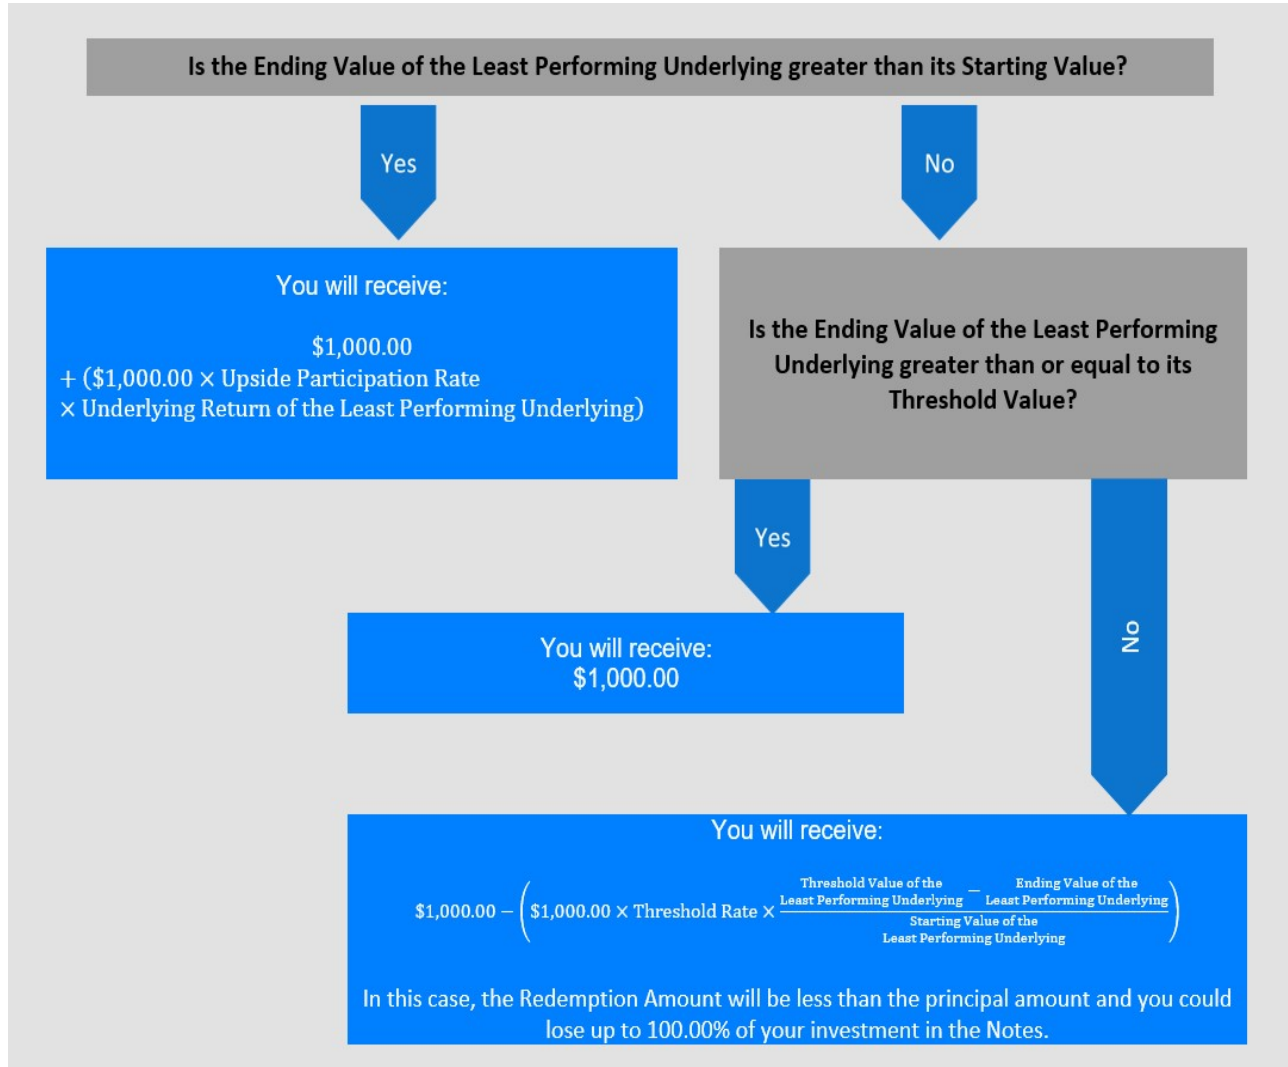 Is the Ending Value of the Least Performing Underlying greater than its Starting Value?
Yes
No
You will receive:
$1,000.00
+ ($1,000.00 × Upside Participation Rate
× Underlying Return of the Least Performing Underlying)
Is the Ending Value of the Least Performing
Underlying greater than or equal to its
Threshold Value?
Yes
No
You will receive:
$1,000.00
You will receive:
Threshold Value of the
Least Performing Underlying
−
Ending Value of the
Least Performing Underlying
$1,000.00 − ($1,000.00 × Threshold Rate ×
Starting Value of the
Least Performing Underlying
)
In this case, the Redemption Amount will be less than the principal amount and you could
lose up to 100.00% of your investment in the Notes.